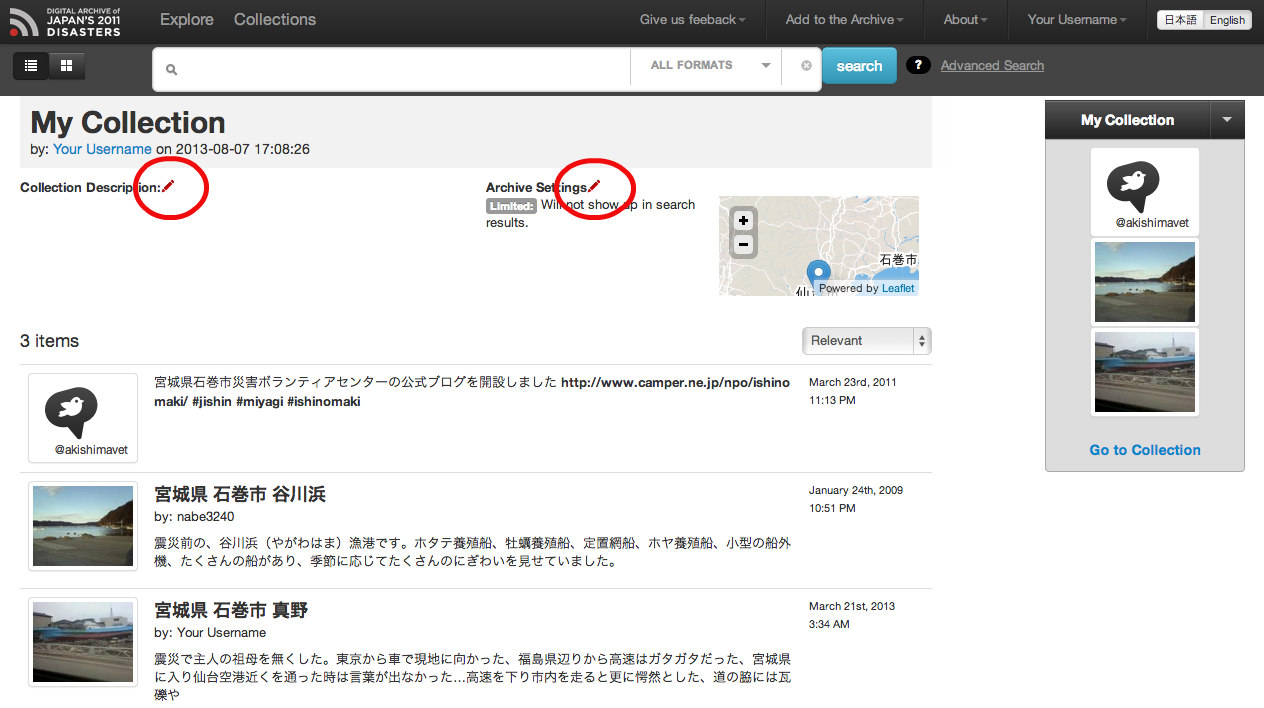 DIGITAL ARCHIVE of
JAPAN'S 2011
DISASTERS
Explore Collections
Give us feeback
Add to the Archive
About
Your Username
日本語 English
ALL FORMATS
search
?
Advanced Search
My Collection
by: Your Username on 2013-08-07 17:08:26
Collection Description:
Archive Settings
Limited: Will not show up in search
results.
+
−
石巻市
Powered by Leaflet
3 items
Relevant
@akishimavet
宮城県石巻市災害ボランティアセンターの公式ブログを開設しました http://www.camper.ne.jp/npo/ishino
maki/ #jishin #miyagi #ishinomaki
March 23rd, 2011
11:13 PM
宮城県 石巻市 谷川浜
by: nabe3240
震災前の、谷川浜（やがわはま）漁港です。ホタテ養殖船、牡蠣養殖船、定置網船、ホヤ養殖船、小型の船外
機、たくさんの船があり、季節に応じてたくさんのにぎわいを見せていました。
January 24th, 2009
10:51 PM
宮城県 石巻市 真野
by: Your Username
震災で主人の祖母を無くした。東京から車で現地に向かった、福島県辺りから高速はガタガタだった、宮城県
に入り仙台空港近くを通った時は言葉が出なかった…高速を下り市内を走ると更に愕然とした、道の脇には瓦
礫や
March 21st, 2013
3:34 AM
My Collection
@akishimavet
Go to Collection